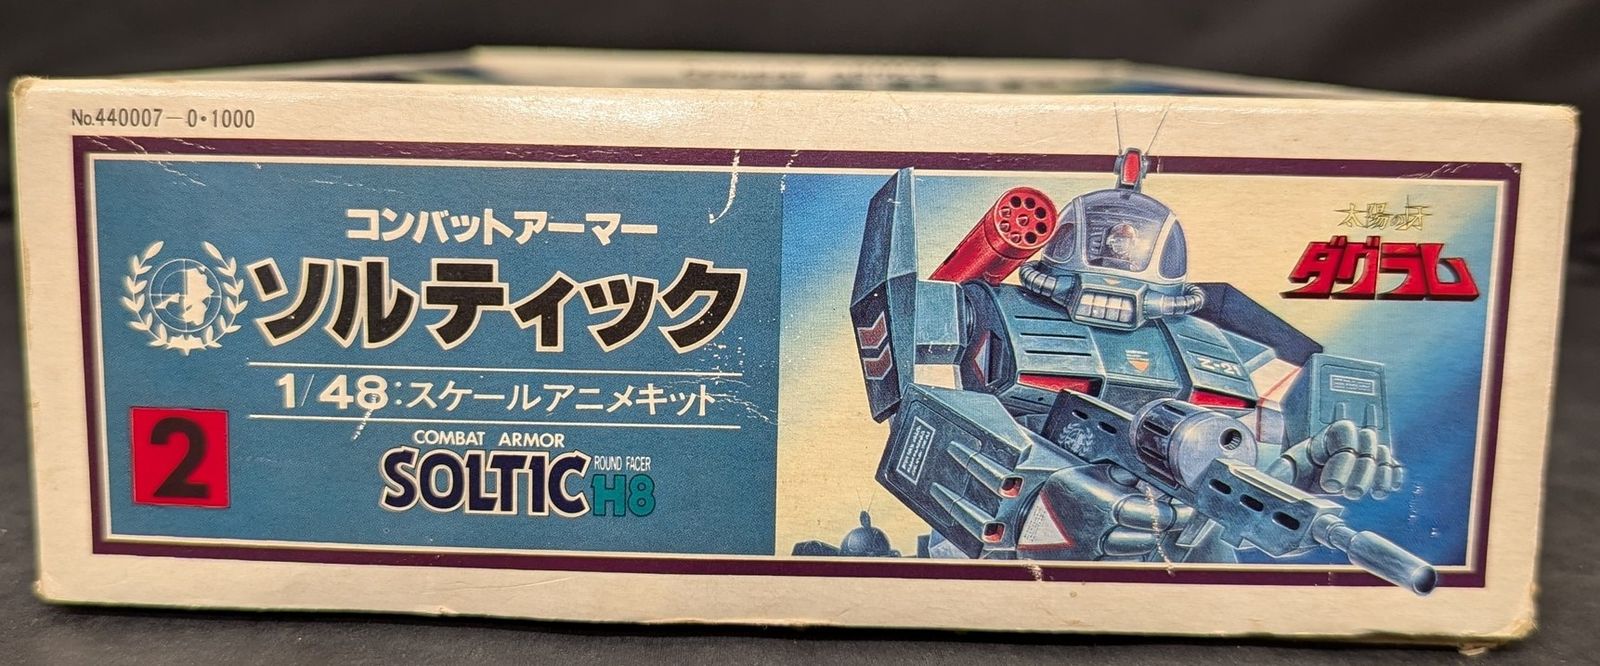 No.440007-0・1000
コンバットアーマー
ソルティック
1/48:スケールアニメキット
2
COMBAT ARMOR
SOLTIC ROUND FACER H8
太陽の牙
ダグラム
Z-21